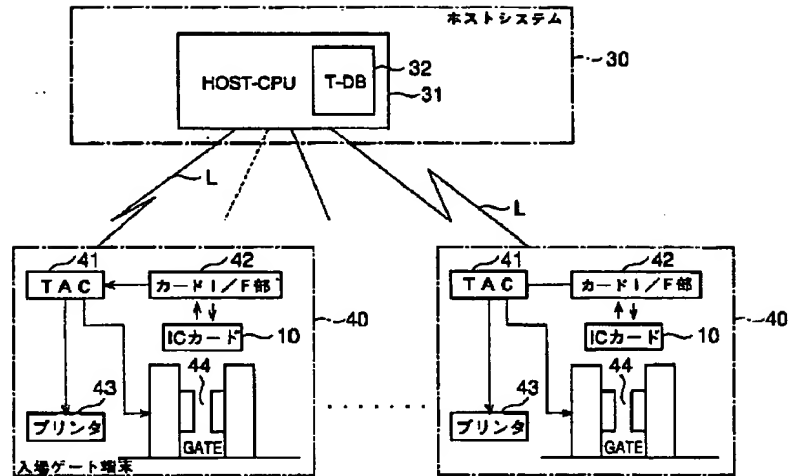 ホストシステム
30
HOST-CPU
T-DB
32
31
L
L
41
42
TAC
カードI/F部
40
ICカード
10
44
43
プリンタ
GATE
入場ゲート端末
41
42
TAC
カードI/F部
40
ICカード
10
44
43
プリンタ
GATE